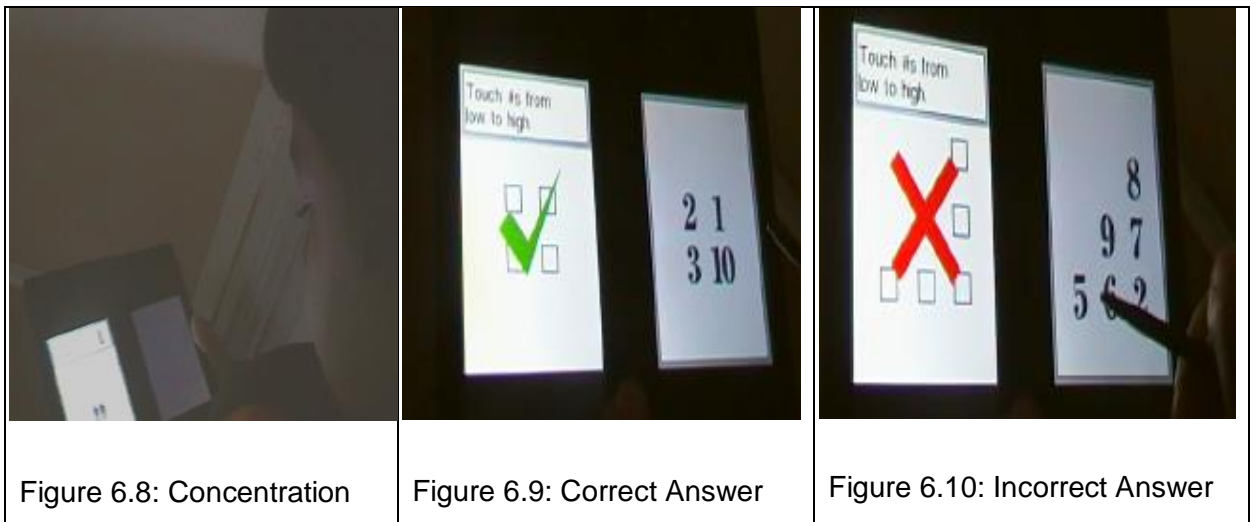 Touch #s from
low to high
2 1
3 10
Touch #s from
low to high
8
9 7
5 6 2
Figure 6.8: Concentration
Figure 6.9: Correct Answer
Figure 6.10: Incorrect Answer